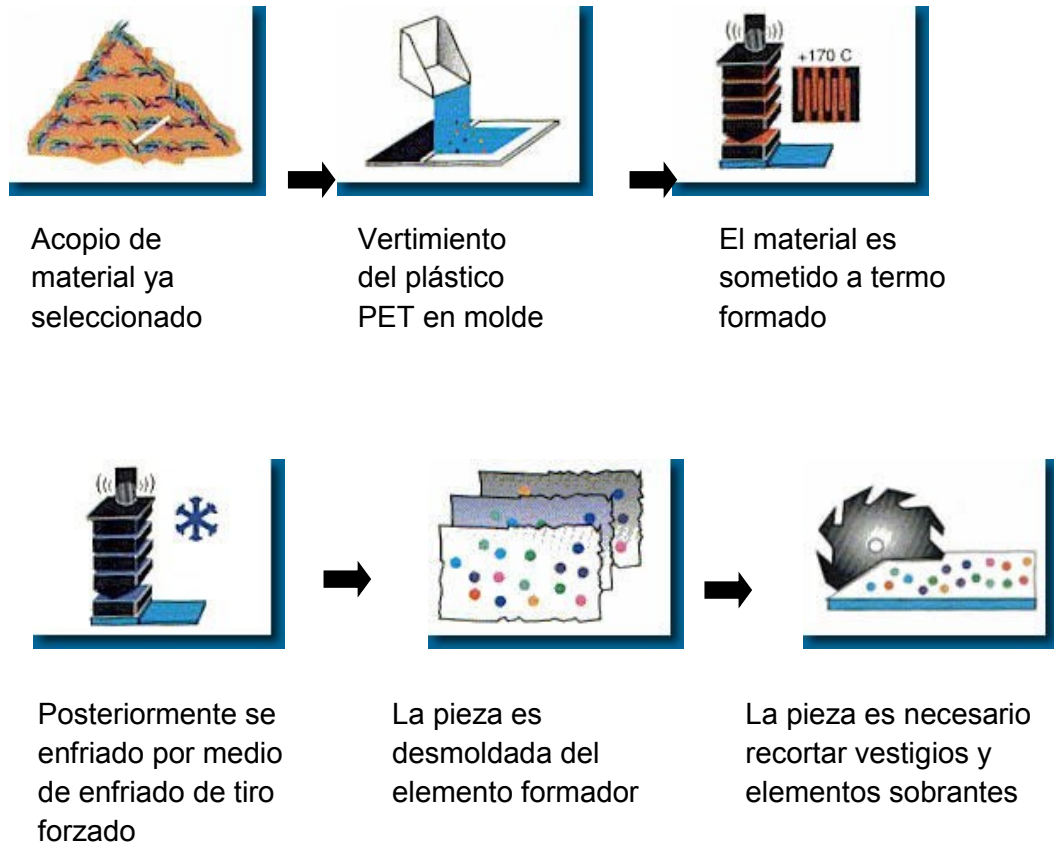 +170 C
Acopio de
material ya
seleccionado
Vertimiento
del plástico
PET en molde
El material es
sometido a termo
formado
Posteriormente se
enfriado por medio
de enfriado de tiro
forzado
La pieza es
desmoldada del
elemento formador
La pieza es necesario
recortar vestigios y
elementos sobrantes